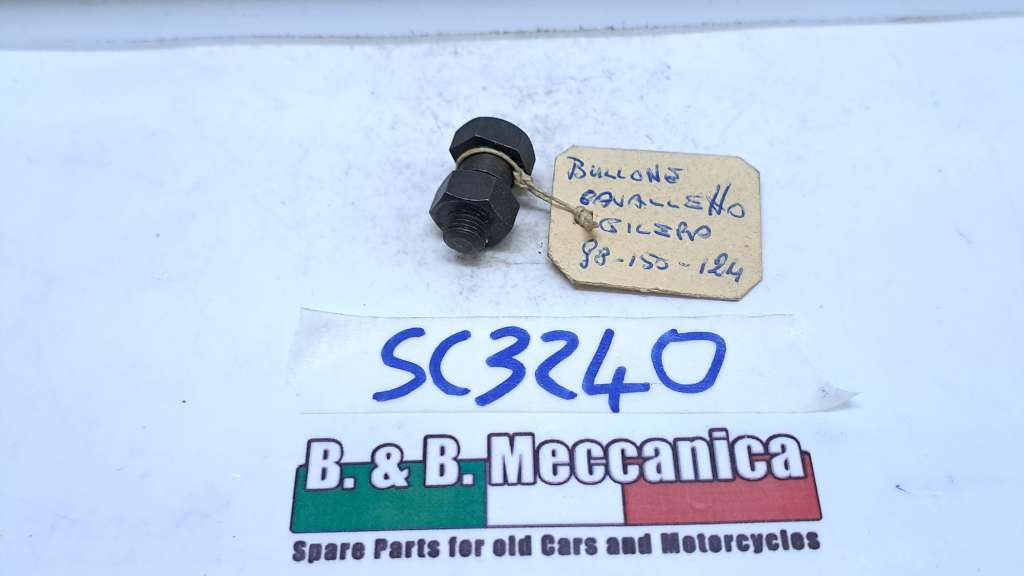 BULLONE
CAVALLETTO
GILERA
98-150-124
SC3240
B. & B. Meccanica
Spare Parts for old Cars and Motorcycles